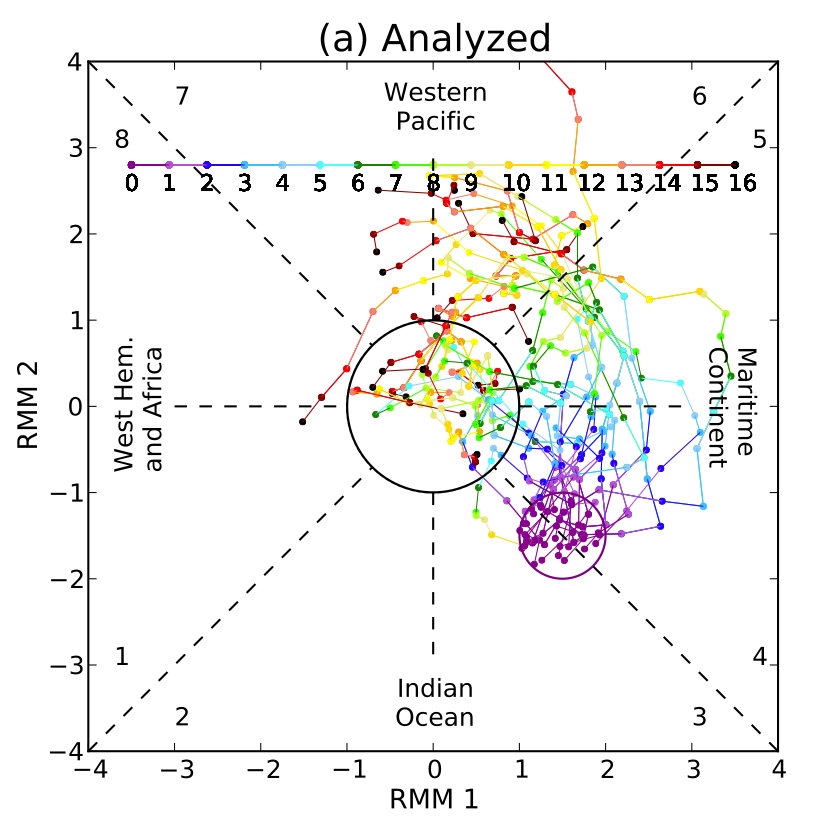 (a) Analyzed
4
3
2
1
0
−1
−2
−3
−4
RMM 2
7
Western
Pacific
6
8
5
0 1 2 3 4 5 6 7 8 9 10 11 12 13 14 15 16
West Hem.
and Africa
Maritime
Continent
1
4
Indian
Ocean
2
3
−4 −3 −2 −1 0 1 2 3 4
RMM 1